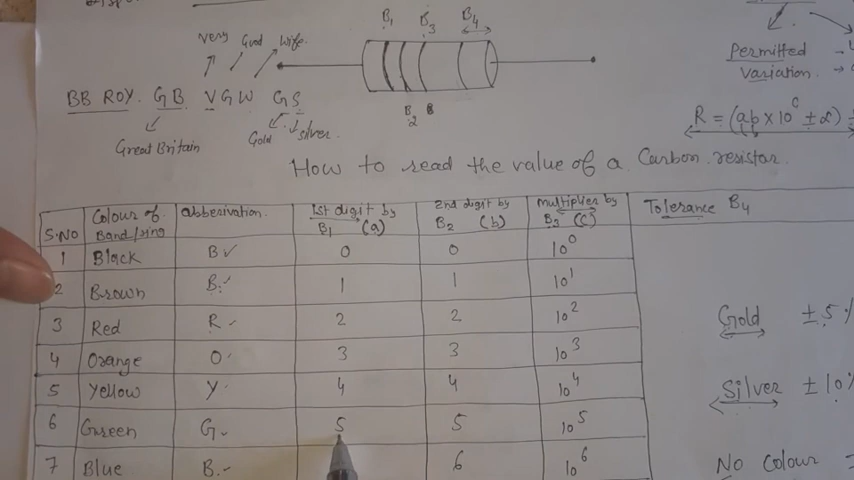 B1 B3 B4
Very Good Wife.
BB ROY. GB VGW GS
B2
Gold silver.
Great Britain
Permitted
variation.
R = (ab x 10^c ± α)
How to read the value of a Carbon resistor.
S.No Colour of Band/ring Abberivation. 1st digit by B1 (a) 2nd digit by B2 (b) Multiplier by B3 (c) Tolerance B4
1 Black B 0 0 10^0
2 Brown B. 1 1 10^1
3 Red R 2 2 10^2
4 Orange O 3 3 10^3
5 Yellow Y 4 4 10^4
6 Green G 5 5 10^5
7 Blue B. 6 10^6
Gold ±5%
Silver ±10%
No Colour